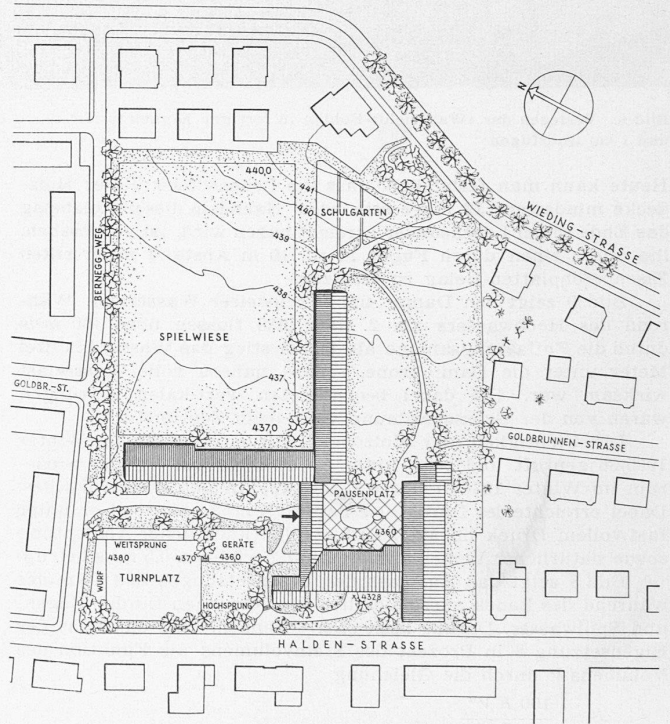 N
440,0
441
440
SCHULGARTEN
439
438
WIEDING-STRASSE
BERNEGG-WEG
SPIELWIESE
437
GOLDBR.-ST.
437,0
GOLDBRUNNEN-STRASSE
PAUSENPLATZ
436,0
WEITSPRUNG
GERÄTE
438,0
437,0
436,0
WURF
TURNPLATZ
HOCHSPRUNG
432,8
HALDEN-STRASSE